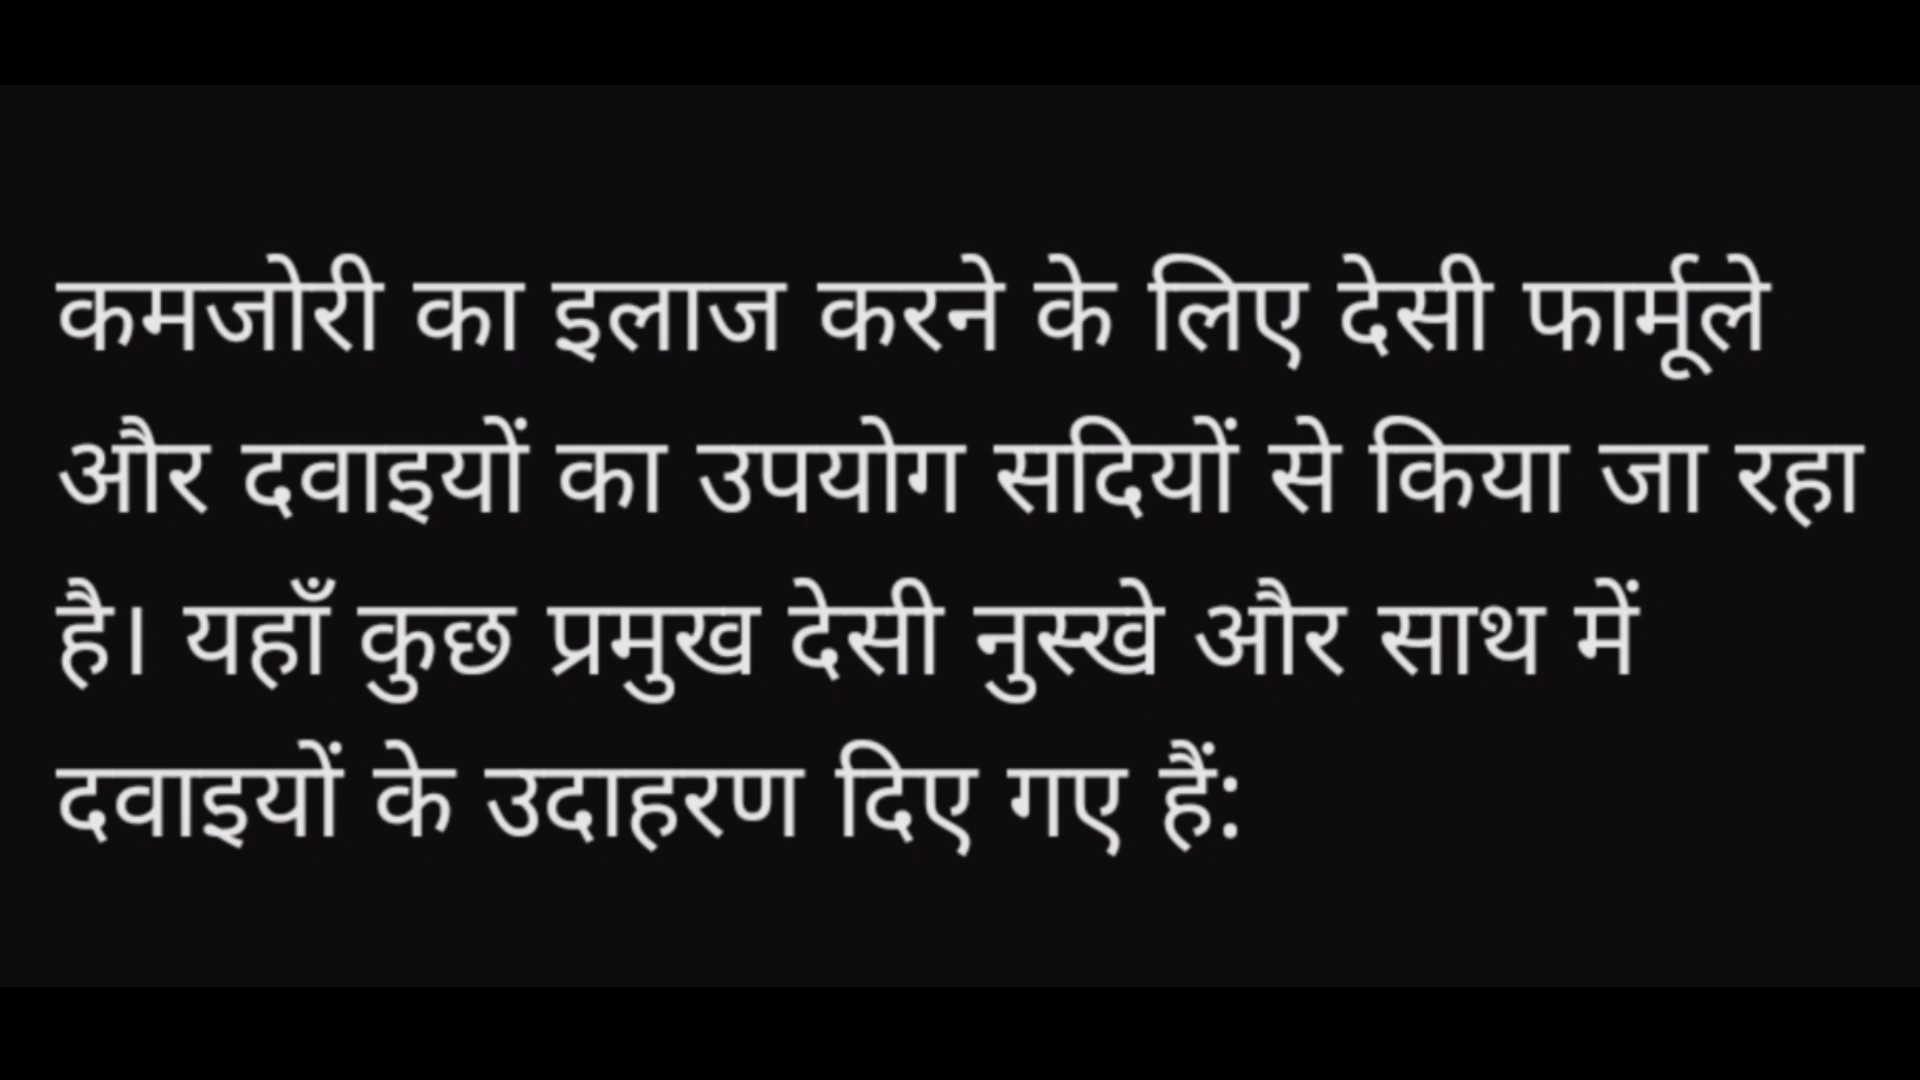 कमजोरी का इलाज करने के लिए देसी फार्मूले
और दवाइयों का उपयोग सदियों से किया जा रहा
है। यहाँ कुछ प्रमुख देसी नुस्खे और साथ में
दवाइयों के उदाहरण दिए गए हैं: